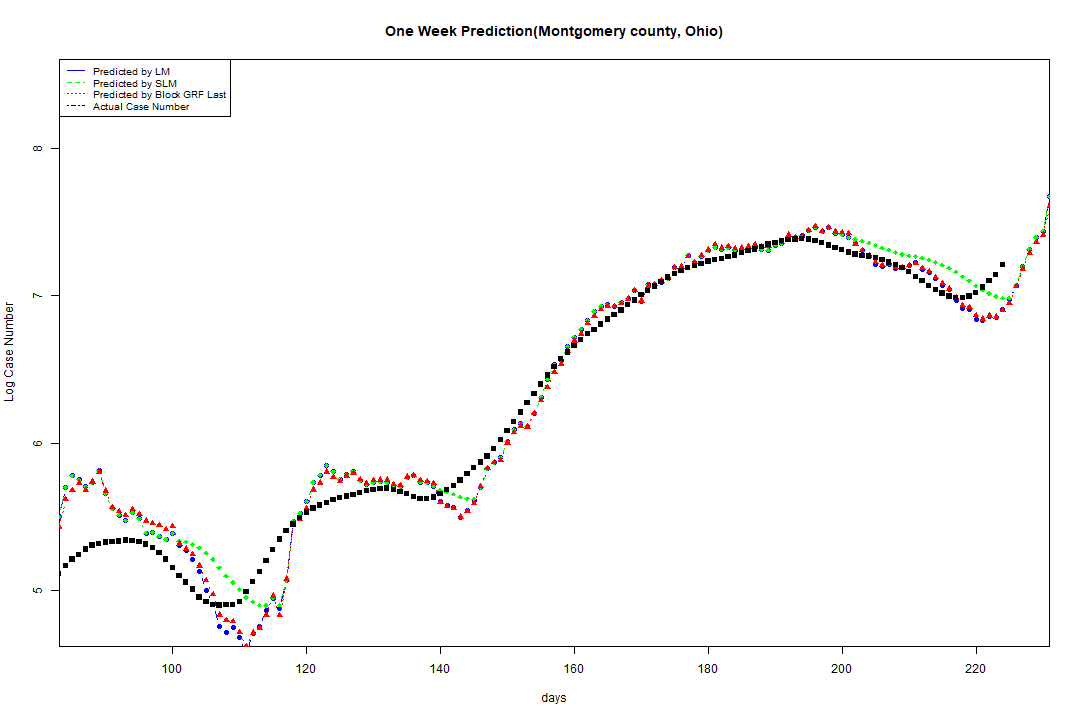 One Week Prediction(Montgomery county, Ohio)
Predicted by LM
Predicted by SLM
Predicted by Block GRF Last
Actual Case Number
8
7
6
5
Log Case Number
100 120 140 160 180 200 220
days